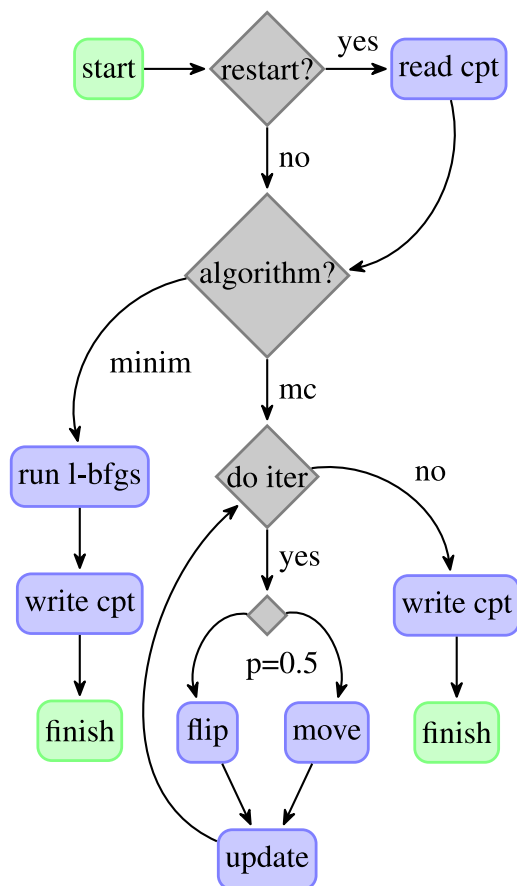 start
restart?
yes
read cpt
no
algorithm?
minim
mc
run l-bfgs
do iter
no
yes
write cpt
write cpt
p=0.5
finish
flip
move
finish
update